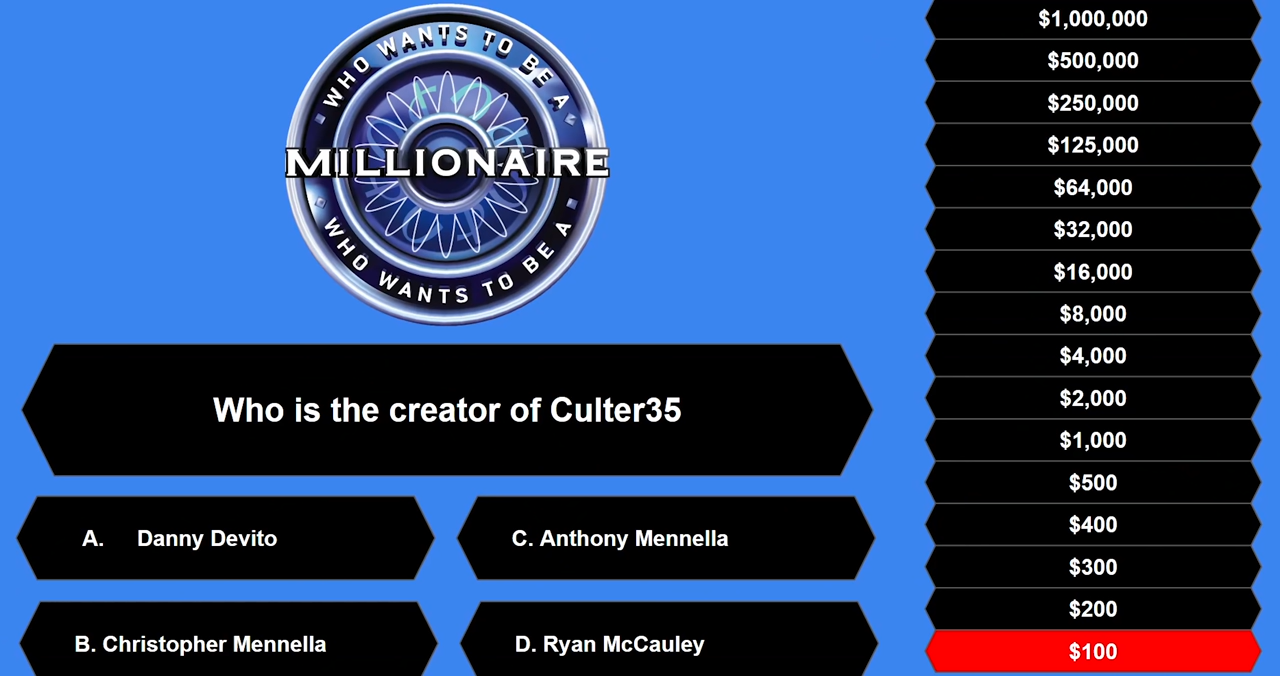 WHO WANTS TO BE A
MILLIONAIRE
WHO WANTS TO BE A
Who is the creator of Culter35
A. Danny Devito
C. Anthony Mennella
B. Christopher Mennella
D. Ryan McCauley
$1,000,000
$500,000
$250,000
$125,000
$64,000
$32,000
$16,000
$8,000
$4,000
$2,000
$1,000
$500
$400
$300
$200
$100